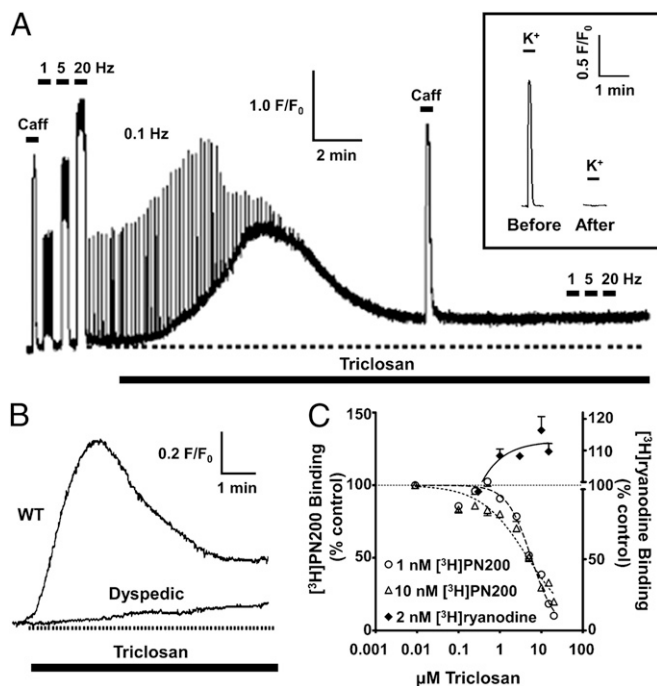 A
1 5 20 Hz
Caff
0.1 Hz
1.0 F/F₀
2 min
Caff
K⁺
0.5 F/F₀
1 min
K⁺
Before After
1 5 20 Hz
Triclosan
B
0.2 F/F₀
1 min
WT
Dyspedic
Triclosan
C
[³H]PN200 Binding
(% control)
150
100
50
0
120
110
100
50
0
[³H]ryanodine Binding
(% control)
1 nM [³H]PN200
10 nM [³H]PN200
2 nM [³H]ryanodine
0.001 0.01 0.1 1 10 100
μM Triclosan